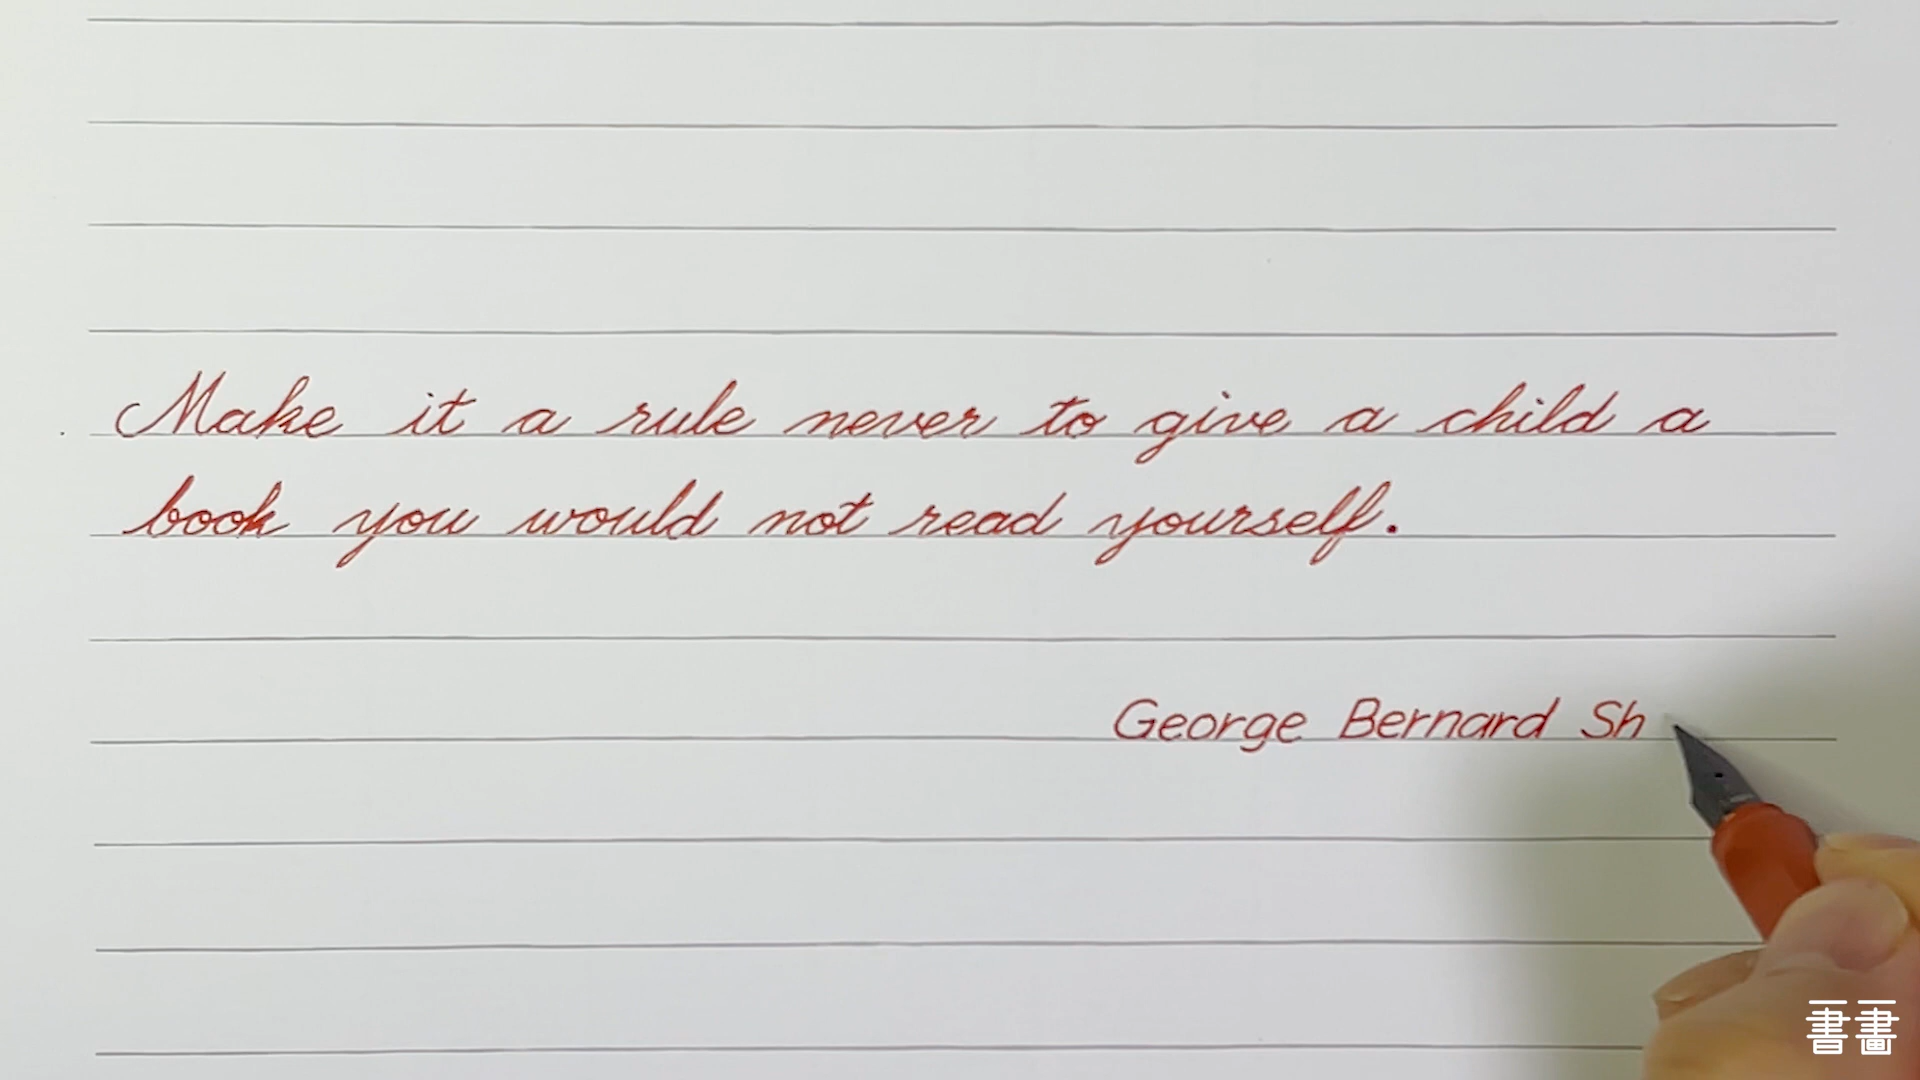 Make it a rule never to give a child a
book you would not read yourself.
George Bernard Sh
書畫